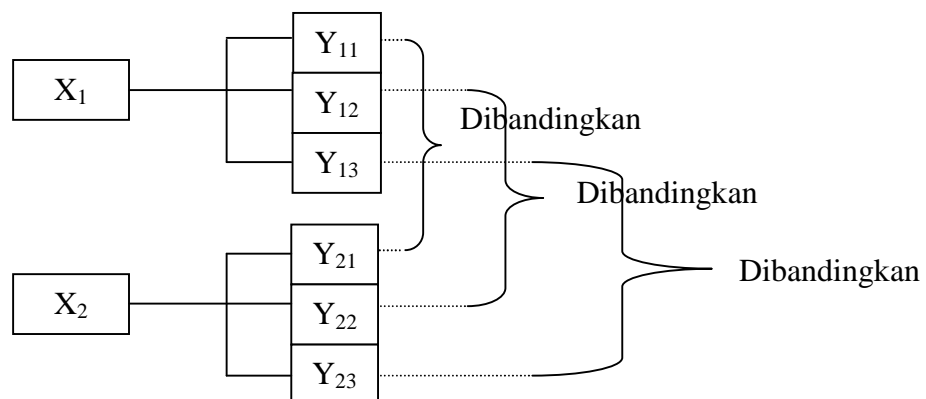 Y11
X1
Y12
Dibandingkan
Y13
Dibandingkan
Y21
Dibandingkan
X2
Y22
Y23